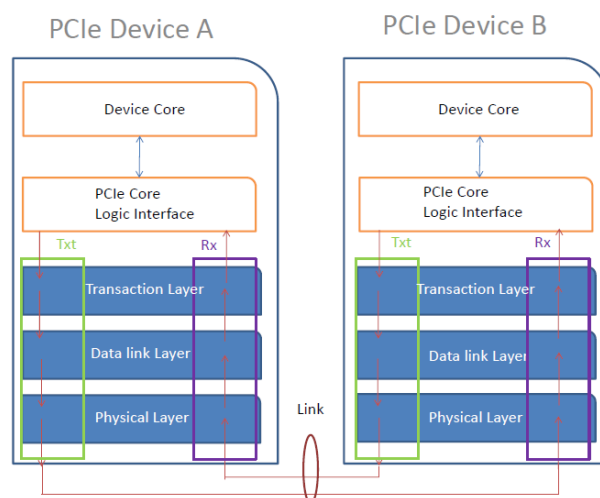 PCIe Device A
PCIe Device B
Device Core
Device Core
PCIe Core
Logic Interface
PCIe Core
Logic Interface
Txt
Rx
Txt
Rx
Transaction Layer
Transaction Layer
Data link Layer
Data link Layer
Physical Layer
Link
Physical Layer